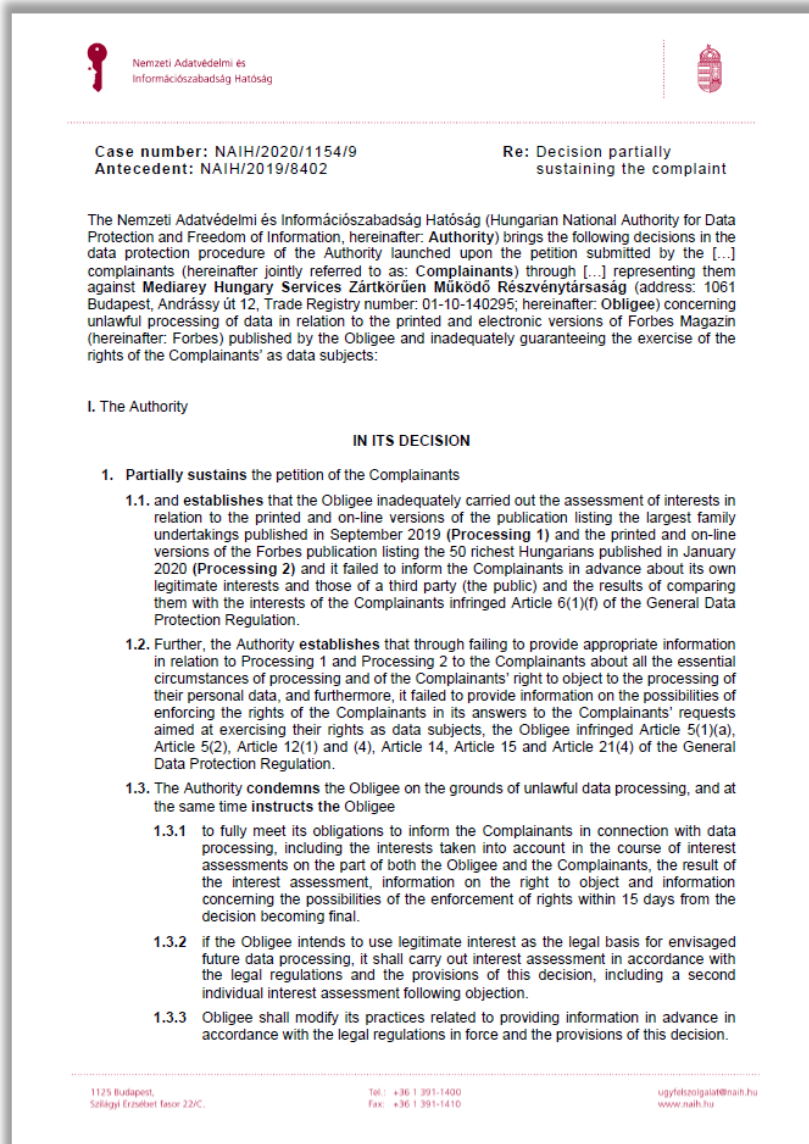 Nemzeti Adatvédelmi és
Információszabadság Hatóság
Case number: NAIH/2020/1154/9
Antecedent: NAIH/2019/8402
Re: Decision partially
sustaining the complaint
The Nemzeti Adatvédelmi és Információszabadság Hatóság (Hungarian National Authority for Data
Protection and Freedom of Information, hereinafter: Authority) brings the following decisions in the
data protection procedure of the Authority launched upon the petition submitted by the […]
complainants (hereinafter jointly referred to as: Complainants) through […] representing them
against Mediarey Hungary Services Zártkörűen Működő Részvénytársaság (address: 1061
Budapest, Andrássy út 12, Trade Registry number: 01-10-140295; hereinafter: Obligee) concerning
unlawful processing of data in relation to the printed and electronic versions of Forbes Magazin
(hereinafter: Forbes) published by the Obligee and inadequately guaranteeing the exercise of the
rights of the Complainants' as data subjects:
I. The Authority
IN ITS DECISION
1. Partially sustains the petition of the Complainants
1.1. and establishes that the Obligee inadequately carried out the assessment of interests in
relation to the printed and on-line versions of the publication listing the largest family
undertakings published in September 2019 (Processing 1) and the printed and on-line
versions of the Forbes publication listing the 50 richest Hungarians published in January
2020 (Processing 2) and it failed to inform the Complainants in advance about its own
legitimate interests and those of a third party (the public) and the results of comparing
them with the interests of the Complainants infringed Article 6(1)(f) of the General Data
Protection Regulation.
1.2. Further, the Authority establishes that through failing to provide appropriate information
in relation to Processing 1 and Processing 2 to the Complainants about all the essential
circumstances of processing and of the Complainants' right to object to the processing of
their personal data, and furthermore, it failed to provide information on the possibilities of
enforcing the rights of the Complainants in its answers to the Complainants' requests
aimed at exercising their rights as data subjects, the Obligee infringed Article 5(1)(a),
Article 5(2), Article 12(1) and (4), Article 14, Article 15 and Article 21(4) of the General
Data Protection Regulation.
1.3. The Authority condemns the Obligee on the grounds of unlawful data processing, and at
the same time instructs the Obligee
1.3.1 to fully meet its obligations to inform the Complainants in connection with data
processing, including the interests taken into account in the course of interest
assessments on the part of both the Obligee and the Complainants, the result of
the interest assessment, information on the right to object and information
concerning the possibilities of the enforcement of rights within 15 days from the
decision becoming final.
1.3.2 if the Obligee intends to use legitimate interest as the legal basis for envisaged
future data processing, it shall carry out interest assessment in accordance with
the legal regulations and the provisions of this decision, including a second
individual interest assessment following objection.
1.3.3 Obligee shall modify its practices related to providing information in advance in
accordance with the legal regulations in force and the provisions of this decision.
1125 Budapest,
Szilágyi Erzsébet fasor 22/C.
Tel.: +36 1 391-1400
Fax: +36 1 391-1410
ugyfelszolgalat@naih.hu
www.naih.hu